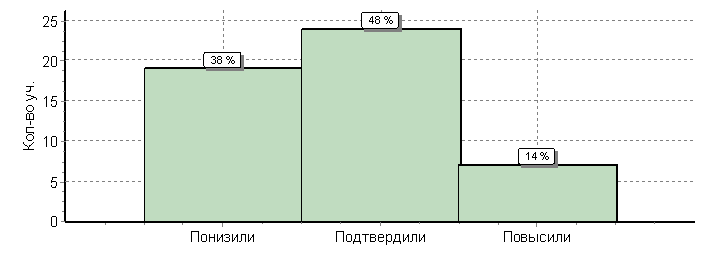 Кол-во уч.
25
20
15
10
5
0
38 %
48 %
14 %
Понизили
Подтвердили
Повысили